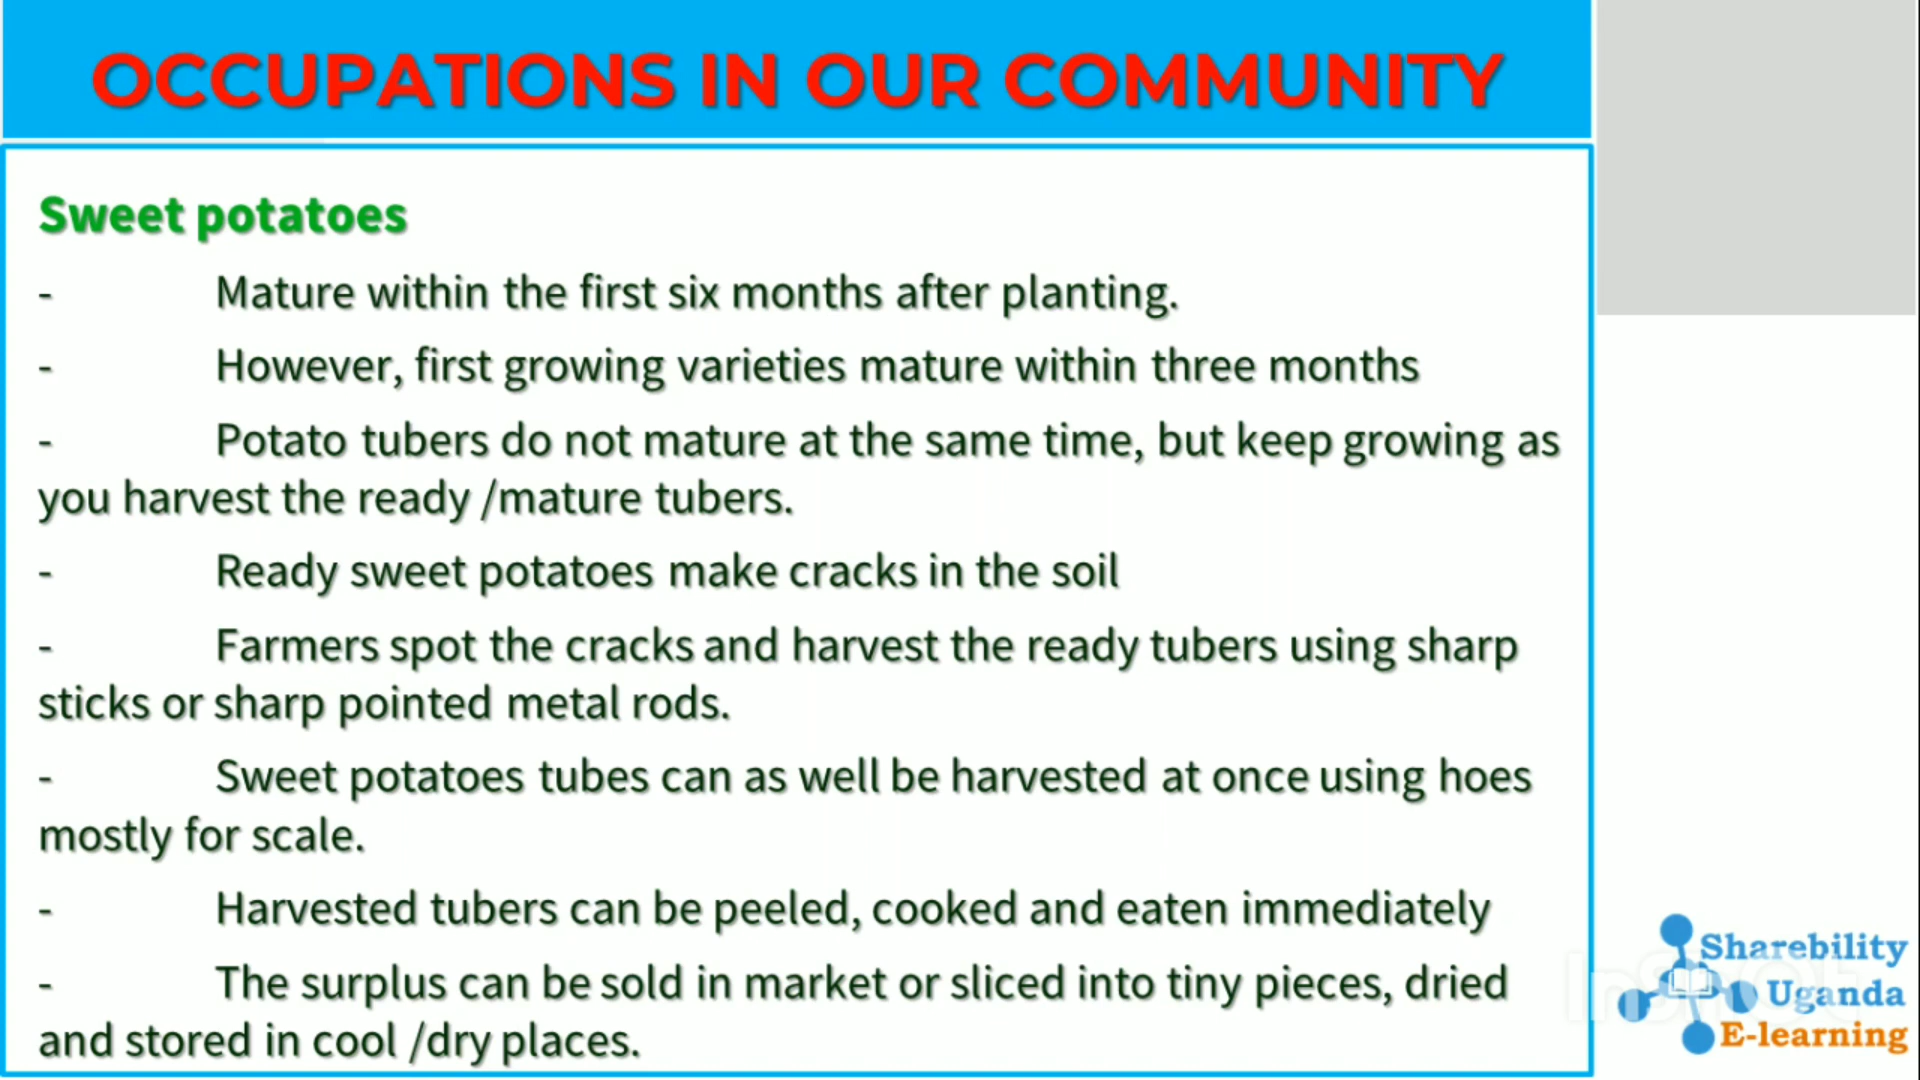 OCCUPATIONS IN OUR COMMUNITY
Sweet potatoes
- Mature within the first six months after planting.
- However, first growing varieties mature within three months
- Potato tubers do not mature at the same time, but keep growing as
you harvest the ready /mature tubers.
- Ready sweet potatoes make cracks in the soil
- Farmers spot the cracks and harvest the ready tubers using sharp
sticks or sharp pointed metal rods.
- Sweet potatoes tubes can as well be harvested at once using hoes
mostly for scale.
- Harvested tubers can be peeled, cooked and eaten immediately
- The surplus can be sold in market or sliced into tiny pieces, dried
and stored in cool /dry places.
Sharebility
Uganda
E-learning
InShOt